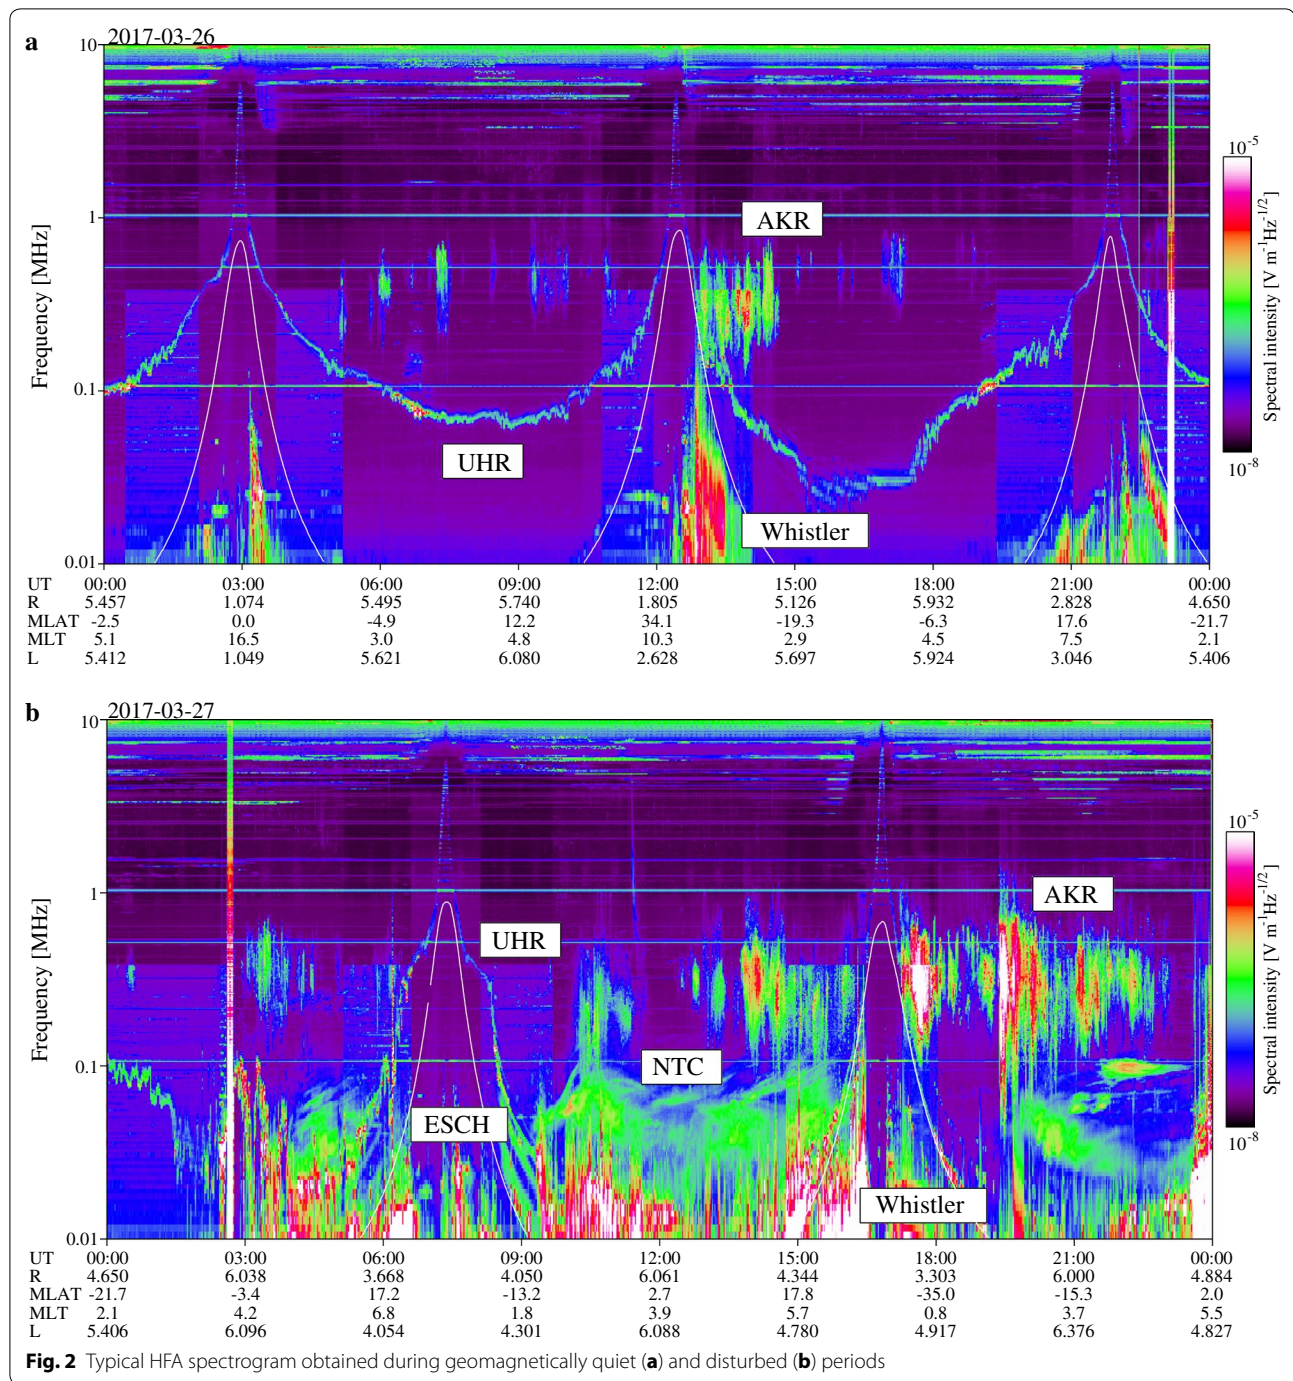 a
2017-03-26
10
1
0.1
0.01
Frequency [MHz]
AKR
UHR
Whistler
10-5
10-8
Spectral intensity [V m-1Hz-1/2]
UT 00:00 03:00 06:00 09:00 12:00 15:00 18:00 21:00 00:00
R 5.457 1.074 5.495 5.740 1.805 5.126 5.932 2.828 4.650
MLAT -2.5 0.0 -4.9 12.2 34.1 -19.3 -6.3 17.6 -21.7
MLT 5.1 16.5 3.0 4.8 10.3 2.9 4.5 7.5 2.1
L 5.412 1.049 5.621 6.080 2.628 5.697 5.924 3.046 5.406
b
2017-03-27
10
1
0.1
0.01
Frequency [MHz]
AKR
UHR
NTC
ESCH
Whistler
10-5
10-8
Spectral intensity [V m-1Hz-1/2]
UT 00:00 03:00 06:00 09:00 12:00 15:00 18:00 21:00 00:00
R 4.650 6.038 3.668 4.050 6.061 4.344 3.303 6.000 4.884
MLAT -21.7 -3.4 17.2 -13.2 2.7 17.8 -35.0 -15.3 2.0
MLT 2.1 4.2 6.8 1.8 3.9 5.7 0.8 3.7 5.5
L 5.406 6.096 4.054 4.301 6.088 4.780 4.917 6.376 4.827
Fig. 2 Typical HFA spectrogram obtained during geomagnetically quiet (a) and disturbed (b) periods